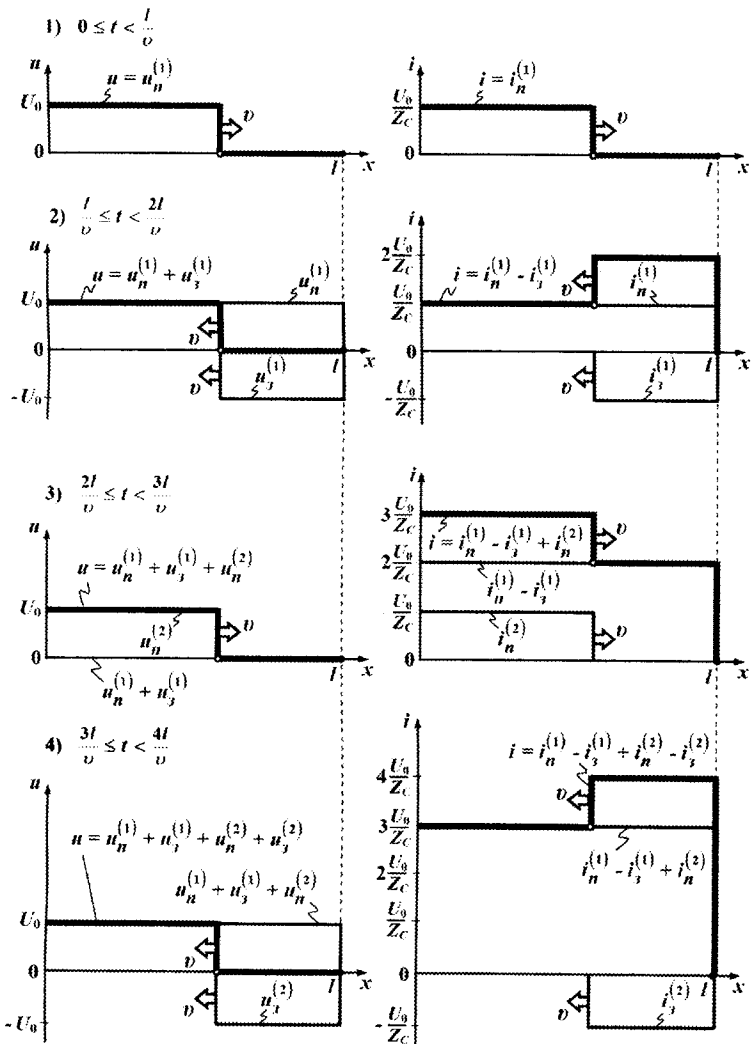 1) 0 ≤ t < l/υ
u
u = u_п^(1)
U₀
υ
0
l
x
i
U₀/Z_C
i = i_п^(1)
υ
0
l
x
2) l/υ ≤ t < 2l/υ
u
u = u_п^(1) + u_з^(1)
u_п^(1)
U₀
υ
0
l
x
υ
u_з^(1)
-U₀
i
2 U₀/Z_C
i = i_п^(1) - i_з^(1)
υ
i_п^(1)
U₀/Z_C
0
l
x
υ
i_з^(1)
-U₀/Z_C
3) 2l/υ ≤ t < 3l/υ
u
u = u_п^(1) + u_з^(1) + u_п^(2)
U₀
u_п^(2)
υ
0
l
x
u_п^(1) + u_з^(1)
i
3 U₀/Z_C
i = i_п^(1) - i_з^(1) + i_п^(2)
υ
2 U₀/Z_C
i_п^(1) - i_з^(1)
U₀/Z_C
i_п^(2)
υ
0
l
x
4) 3l/υ ≤ t < 4l/υ
u
u = u_п^(1) + u_з^(1) + u_п^(2) + u_з^(2)
u_п^(1) + u_з^(1) + u_п^(2)
U₀
υ
0
l
x
υ
u_з^(2)
-U₀
i
i = i_п^(1) - i_з^(1) + i_п^(2) - i_з^(2)
4 U₀/Z_C
υ
3 U₀/Z_C
i_п^(1) - i_з^(1) + i_п^(2)
2 U₀/Z_C
U₀/Z_C
0
l
x
υ
i_з^(2)
-U₀/Z_C